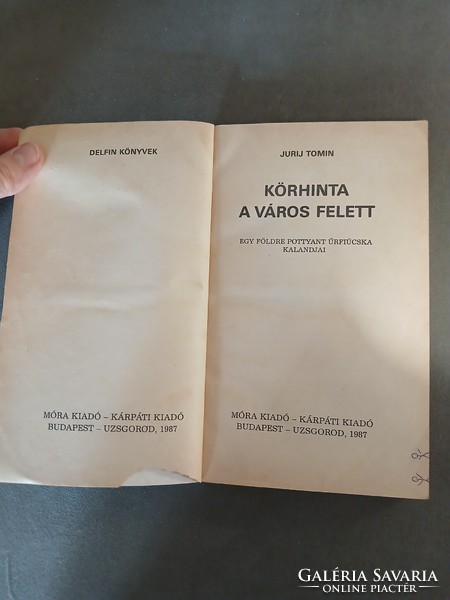 DELFIN KÖNYVEK
MÓRA KIADÓ – KÁRPÁTI KIADÓ
BUDAPEST – UZSGOROD, 1987
JURIJ TOMIN
KÖRHINTA
A VÁROS FELETT
EGY FÖLDRE POTTYANT ŰRFIÚCSKA
KALANDJAI
MÓRA KIADÓ – KÁRPÁTI KIADÓ
BUDAPEST – UZSGOROD, 1987
GALÉRIA SAVARIA
ONLINE PIACTÉR